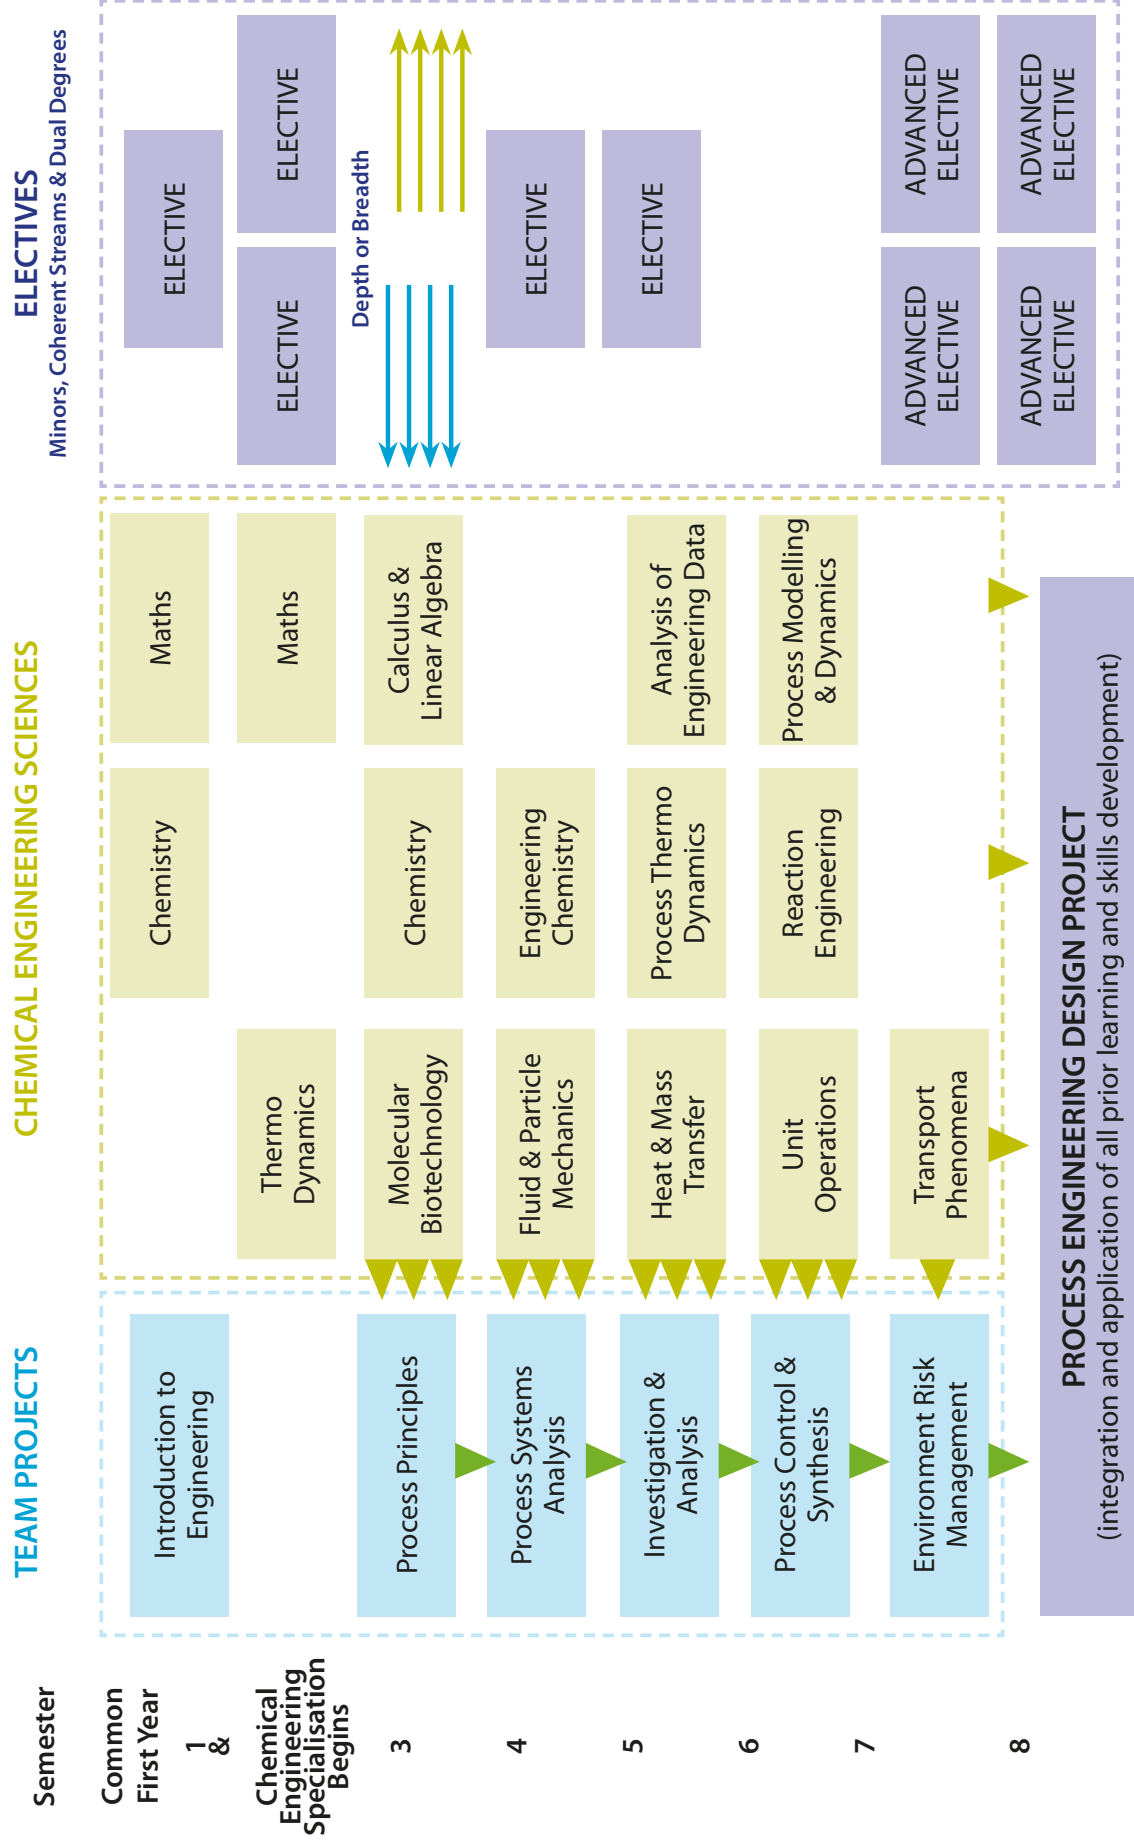 Semester
TEAM PROJECTS
CHEMICAL ENGINEERING SCIENCES
ELECTIVES
Minors, Coherent Streams & Dual Degrees
Common
First Year
1
&
Introduction to
Engineering
Chemistry
Maths
ELECTIVE
Chemical
Engineering
Specialisation
Begins
Thermo
Dynamics
Maths
ELECTIVE
ELECTIVE
3
Process Principles
Molecular
Biotechnology
Chemistry
Calculus &
Linear Algebra
Depth or Breadth
4
Process Systems
Analysis
Fluid & Particle
Mechanics
Engineering
Chemistry
ELECTIVE
5
Investigation &
Analysis
Heat & Mass
Transfer
Process Thermo
Dynamics
Analysis of
Engineering Data
ELECTIVE
6
Process Control &
Synthesis
Unit
Operations
Reaction
Engineering
Process Modelling
& Dynamics
7
Environment Risk
Management
Transport
Phenomena
ADVANCED
ELECTIVE
ADVANCED
ELECTIVE
8
PROCESS ENGINEERING DESIGN PROJECT
(integration and application of all prior learning and skills development)
ADVANCED
ELECTIVE
ADVANCED
ELECTIVE